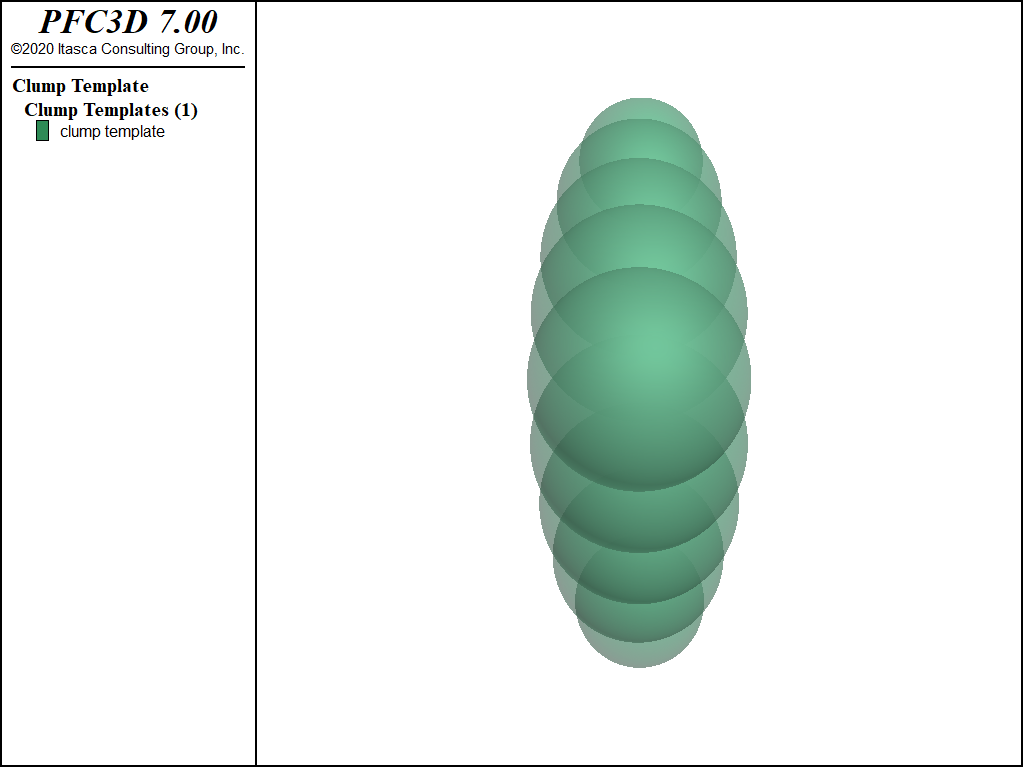 PFC3D 7.00
©2020 Itasca Consulting Group, Inc.
Clump Template
Clump Templates (1)
clump template